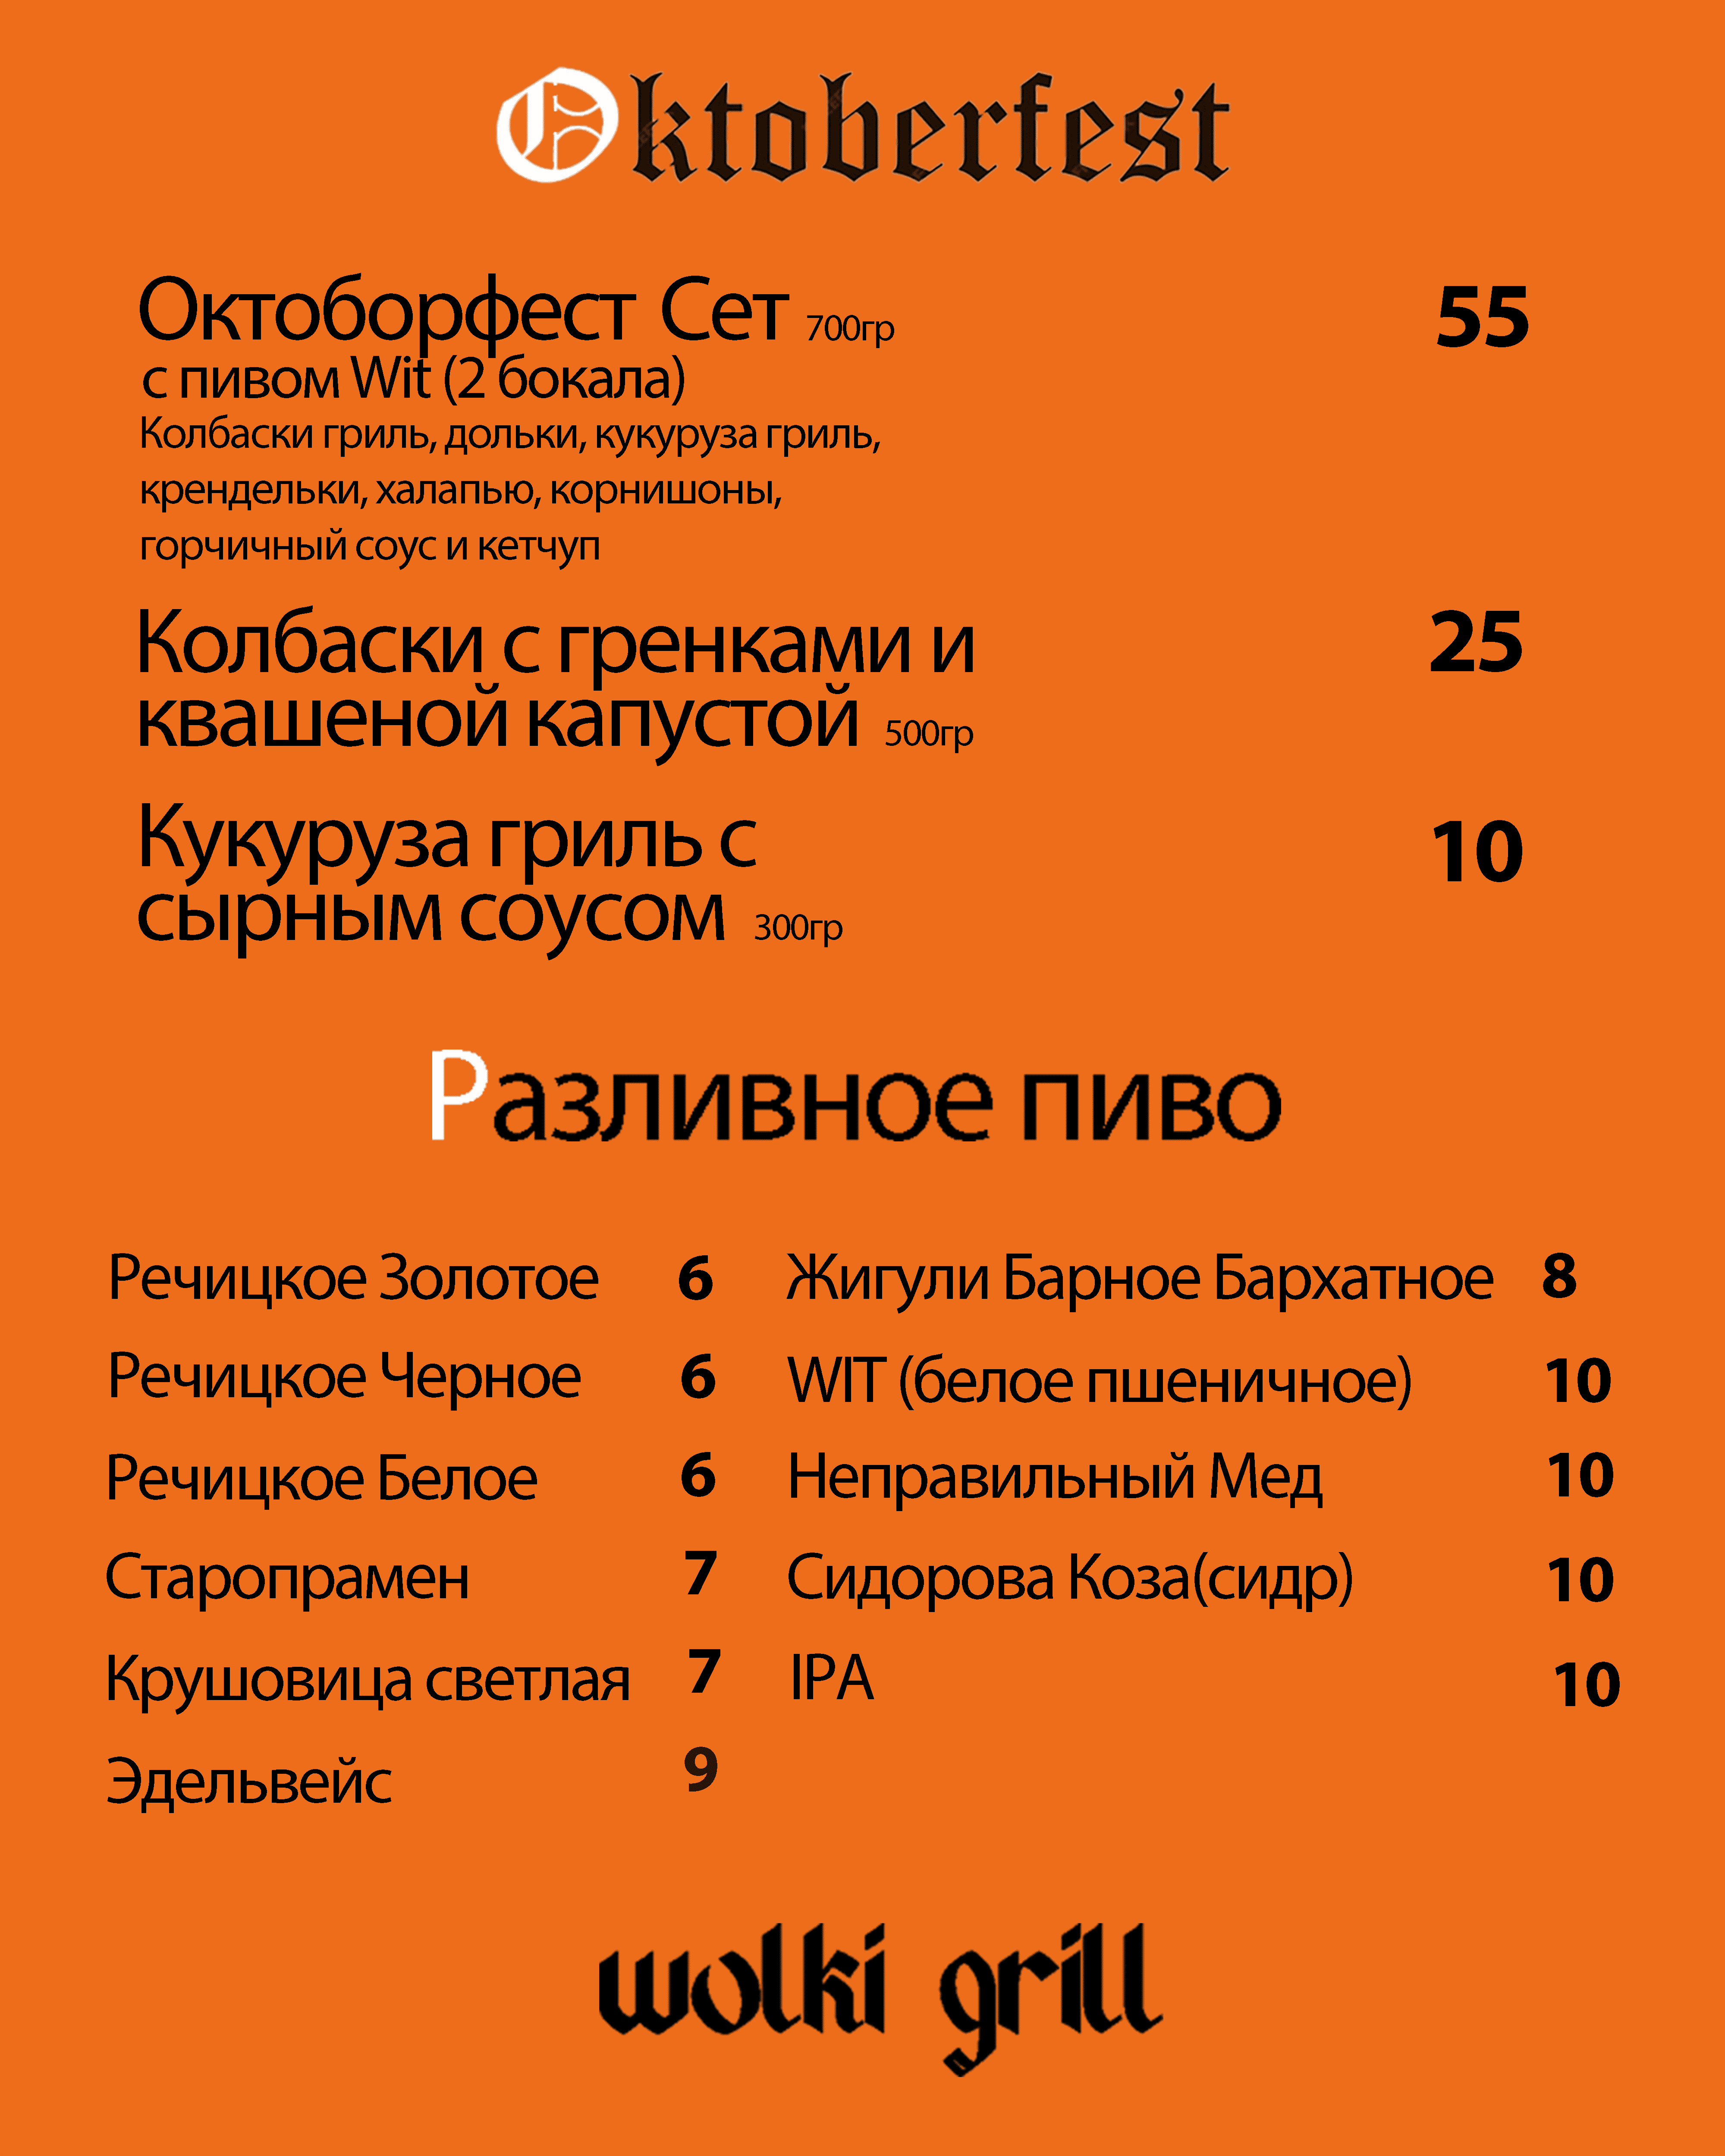 Oktoberfest
Октоборфест Сет 700гр 55
с пивом Wit (2 бокала)
Колбаски гриль, дольки, кукуруза гриль,
крендельки, халапью, корнишоны,
горчичный соус и кетчуп
Колбаски с гренками и 25
квашеной капустой 500гр
Кукуруза гриль с 10
сырным соусом 300гр
Разливное пиво
Речицкое Золотое 6
Речицкое Черное 6
Речицкое Белое 6
Старопрамен 7
Крушовица светлая 7
Эдельвейс 9
Жигули Барное Бархатное 8
WIT (белое пшеничное) 10
Неправильный Мед 10
Сидорова Коза(сидр) 10
IPA 10
wolki grill